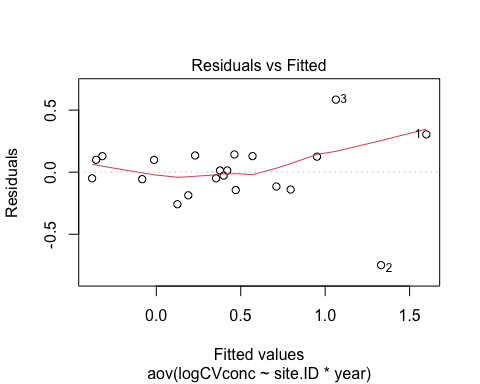 Residuals vs Fitted
Residuals
0.5
0.0
-0.5
3
1
2
0.0 0.5 1.0 1.5
Fitted values
aov(logCVconc ~ site.ID * year)